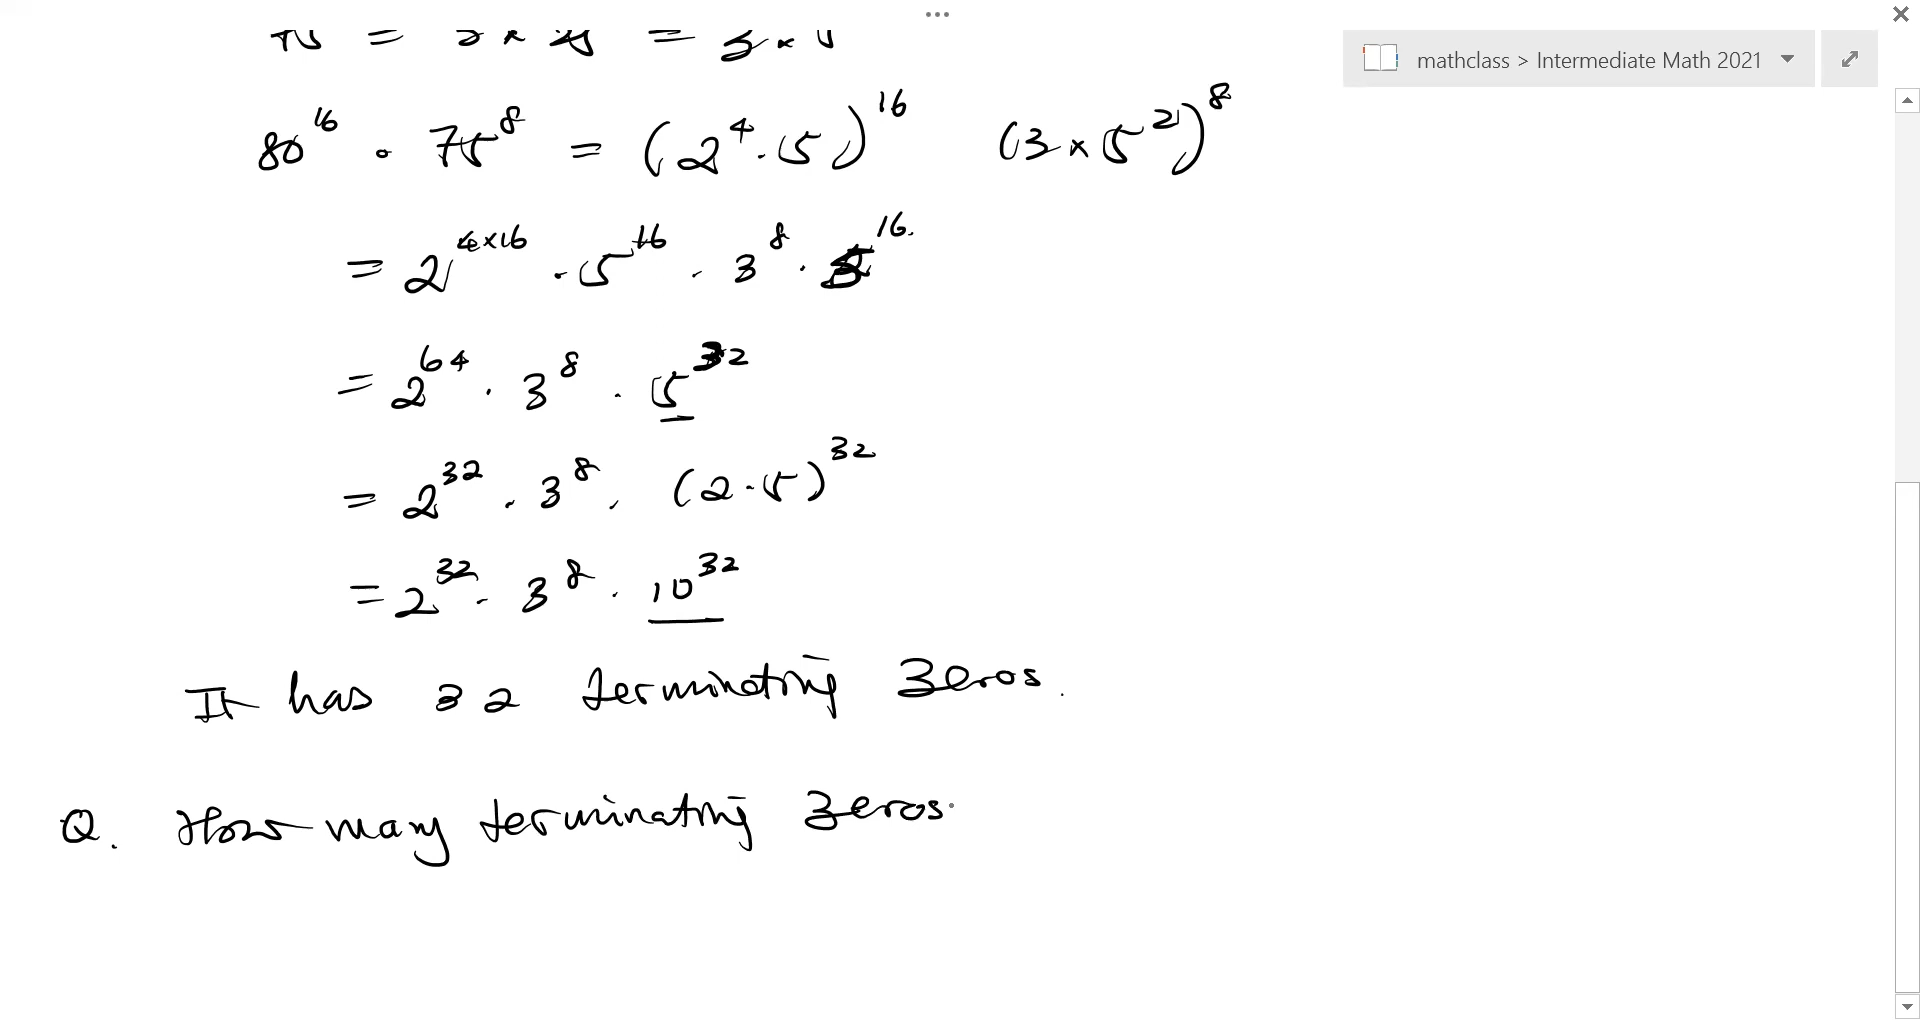 mathclass > Intermediate Math 2021
80^16 . 75^8 = (2^4 . 5)^16 (3 × 5^2)^8
= 2^4×16 . 5^16 . 3^8 . 5^16.
= 2^64 . 3^8 . 5^32
= 2^32 . 3^8 . (2 . 5)^32
= 2^32 . 3^8 . 10^32
It has 32 terminating zeros.
Q. How many terminating zeros